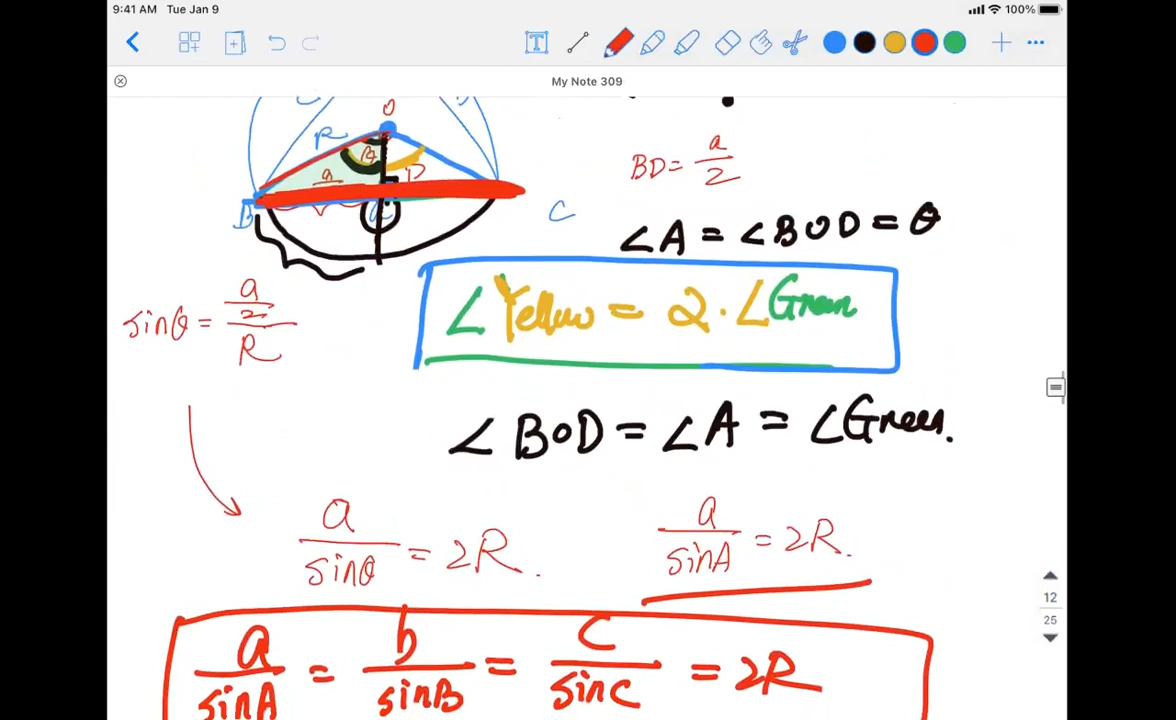 9:41 AM Tue Jan 9
100%
T
My Note 309
O
R
BD = a/2
D
B
C
∠A = ∠BOD = θ
sinθ = (a/2)/R
∠Yellow = 2 · ∠Green
∠BOD = ∠A = ∠Green.
a/sinθ = 2R.
a/sinA = 2R.
12
25
a/sinA = b/sinB = c/sinC = 2R